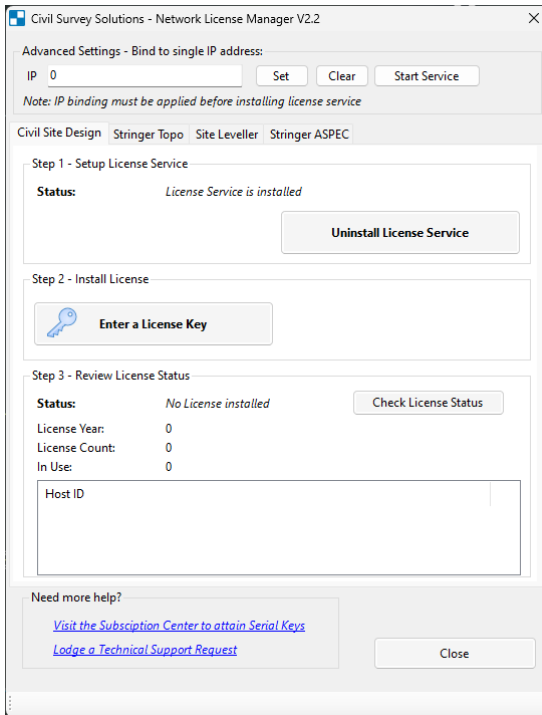 Civil Survey Solutions - Network License Manager V2.2
Advanced Settings - Bind to single IP address:
IP 0 Set Clear Start Service
Note: IP binding must be applied before installing license service
Civil Site Design Stringer Topo Site Leveller Stringer ASPEC
Step 1 - Setup License Service
Status: License Service is installed
Uninstall License Service
Step 2 - Install License
Enter a License Key
Step 3 - Review License Status
Status: No License installed Check License Status
License Year: 0
License Count: 0
In Use: 0
Host ID
Need more help?
Visit the Subsciption Center to attain Serial Keys
Lodge a Technical Support Request
Close